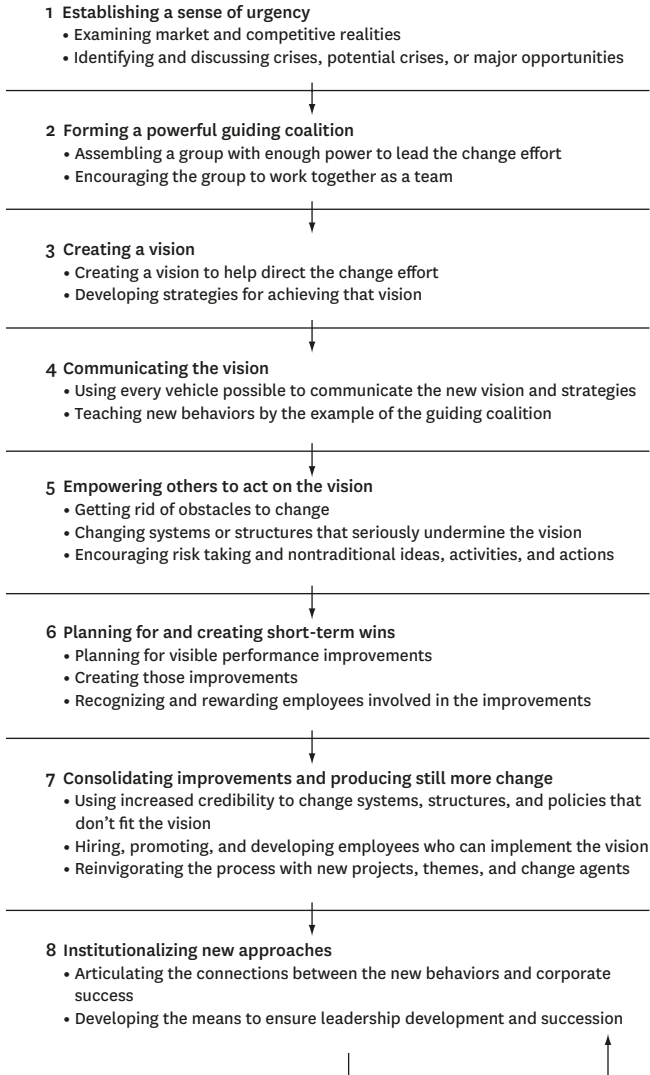 1 Establishing a sense of urgency
• Examining market and competitive realities
• Identifying and discussing crises, potential crises, or major opportunities
2 Forming a powerful guiding coalition
• Assembling a group with enough power to lead the change effort
• Encouraging the group to work together as a team
3 Creating a vision
• Creating a vision to help direct the change effort
• Developing strategies for achieving that vision
4 Communicating the vision
• Using every vehicle possible to communicate the new vision and strategies
• Teaching new behaviors by the example of the guiding coalition
5 Empowering others to act on the vision
• Getting rid of obstacles to change
• Changing systems or structures that seriously undermine the vision
• Encouraging risk taking and nontraditional ideas, activities, and actions
6 Planning for and creating short-term wins
• Planning for visible performance improvements
• Creating those improvements
• Recognizing and rewarding employees involved in the improvements
7 Consolidating improvements and producing still more change
• Using increased credibility to change systems, structures, and policies that
don’t fit the vision
• Hiring, promoting, and developing employees who can implement the vision
• Reinvigorating the process with new projects, themes, and change agents
8 Institutionalizing new approaches
• Articulating the connections between the new behaviors and corporate
success
• Developing the means to ensure leadership development and succession